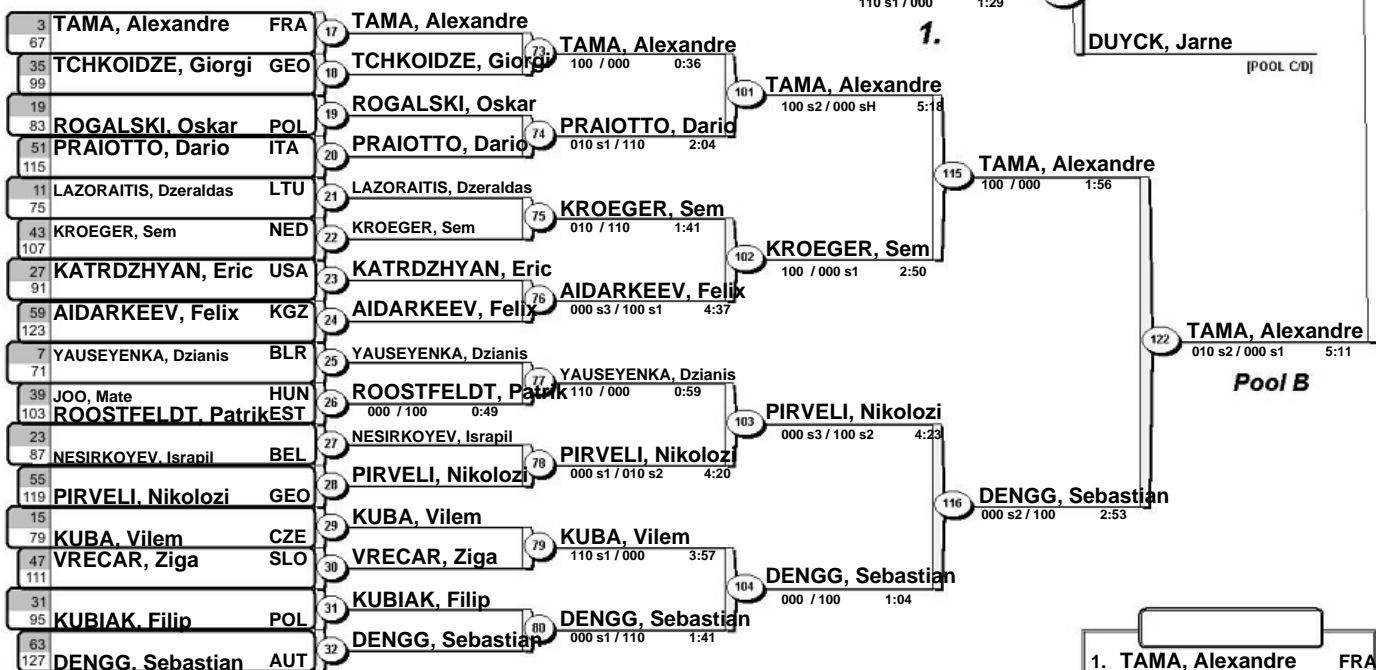 110 s1 / 000 1:29
1.
DUYCK, Jarne
[POOL C/D]
3 TAMA, Alexandre FRA
67
17
TAMA, Alexandre
35 TCHKOIDZE, Giorgi GEO
99
18
TCHKOIDZE, Giorgi
73
TAMA, Alexandre
100 / 000 0:36
19
83 ROGALSKI, Oskar POL
19
ROGALSKI, Oskar
51 PRAIOTTO, Dario ITA
115
20
PRAIOTTO, Dario
74
PRAIOTTO, Dario
010 s1 / 110 2:04
101
TAMA, Alexandre
100 s2 / 000 sH 5:18
11 LAZORAITIS, Dzeraldas LTU
75
21
LAZORAITIS, Dzeraldas
43 KROEGER, Sem NED
107
22
KROEGER, Sem
75
KROEGER, Sem
010 / 110 1:41
27 KATRDZHYAN, Eric USA
91
23
KATRDZHYAN, Eric
59 AIDARKEEV, Felix KGZ
123
24
AIDARKEEV, Felix
76
AIDARKEEV, Felix
000 s3 / 100 s1 4:37
102
KROEGER, Sem
100 / 000 s1 2:50
115
TAMA, Alexandre
100 / 000 1:56
7 YAUSEYENKA, Dzianis BLR
71
25
YAUSEYENKA, Dzianis
39 JOO, Mate HUN
103 ROOSTFELDT, Patrik EST
26
ROOSTFELDT, Patrik
000 / 100 0:49
77
YAUSEYENKA, Dzianis
110 / 000 0:59
23
87 NESIRKOYEV, Israpil BEL
27
NESIRKOYEV, Israpil
55
119 PIRVELI, Nikolozi GEO
28
PIRVELI, Nikolozi
78
PIRVELI, Nikolozi
000 s1 / 010 s2 4:20
103
PIRVELI, Nikolozi
000 s3 / 100 s2 4:23
15
79 KUBA, Vilem CZE
29
KUBA, Vilem
47 VRECAR, Ziga SLO
111
30
VRECAR, Ziga
79
KUBA, Vilem
110 s1 / 000 3:57
31
95 KUBIAK, Filip POL
31
KUBIAK, Filip
63
127 DENGG, Sebastian AUT
32
DENGG, Sebastian
80
DENGG, Sebastian
000 s1 / 110 1:41
104
DENGG, Sebastian
000 / 100 1:04
116
DENGG, Sebastian
000 s2 / 100 2:53
122
TAMA, Alexandre
010 s2 / 000 s1 5:11
Pool B
1. TAMA, Alexandre FRA